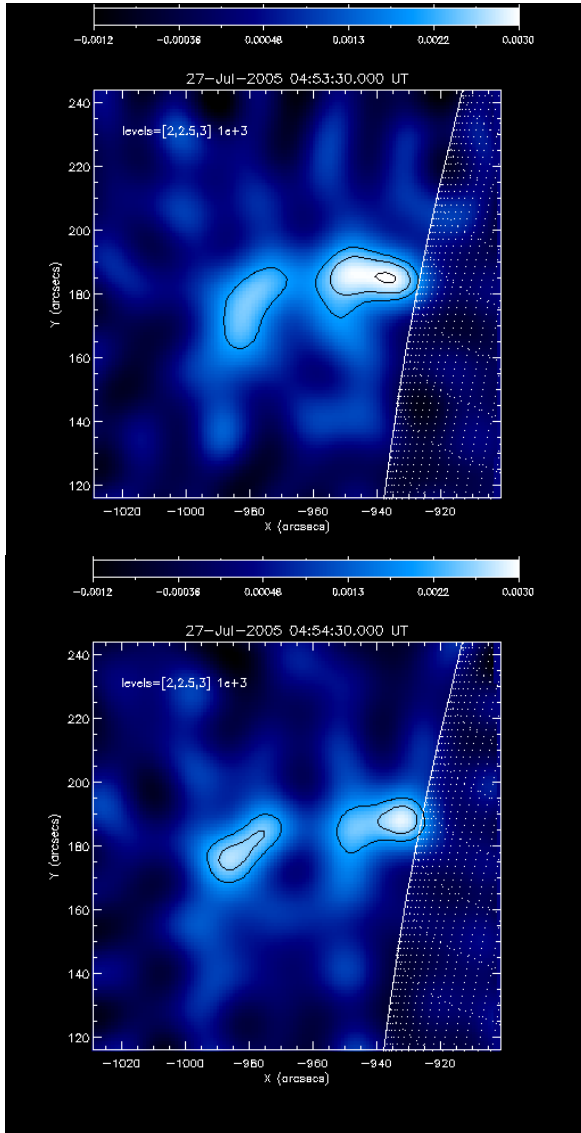 −0.0012 −0.00036 0.00048 0.0013 0.0022 0.0030
27−Jul−2005 04:53:30.000 UT
240
levels=[2,2.5,3] 1e+3
220
200
Y (arcsecs)
180
160
140
120
−1020 −1000 −980 −960 −940 −920
X (arcsecs)
−0.0012 −0.00036 0.00048 0.0013 0.0022 0.0030
27−Jul−2005 04:54:30.000 UT
240
levels=[2,2.5,3] 1e+3
220
200
Y (arcsecs)
180
160
140
120
−1020 −1000 −980 −960 −940 −920
X (arcsecs)